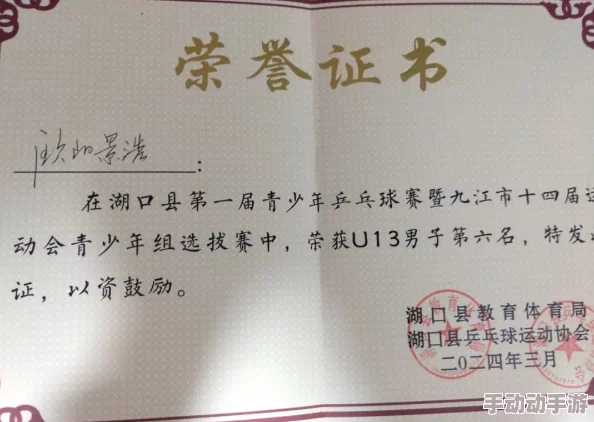 荣誉证书
欧阳景浩：
在湖口县第一届青少年乒乓球赛暨九江市十四届运
动会青少年组选拔赛中，荣获U13男子第六名，特发
证，以资鼓励。
湖口县教育体育局
湖口县乒乓球运动协会
二〇二四年三月
手动动手游